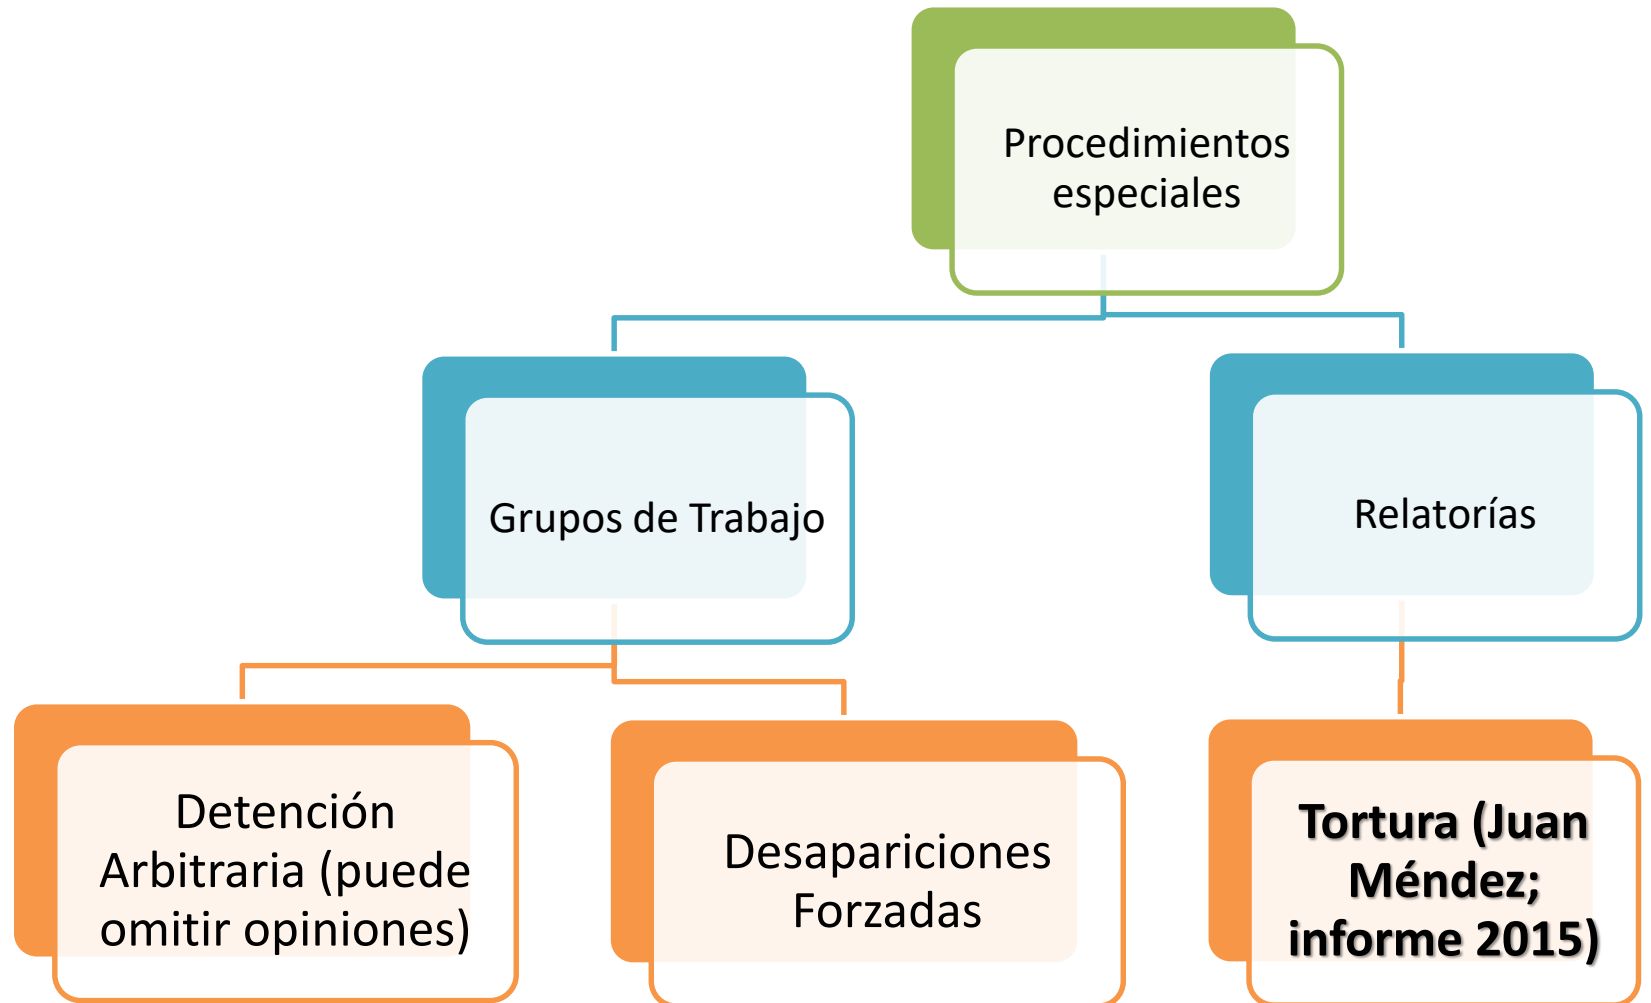 Procedimientos
especiales
Grupos de Trabajo
Relatorías
Detención
Arbitraria (puede
omitir opiniones)
Desapariciones
Forzadas
Tortura (Juan
Méndez;
informe 2015)